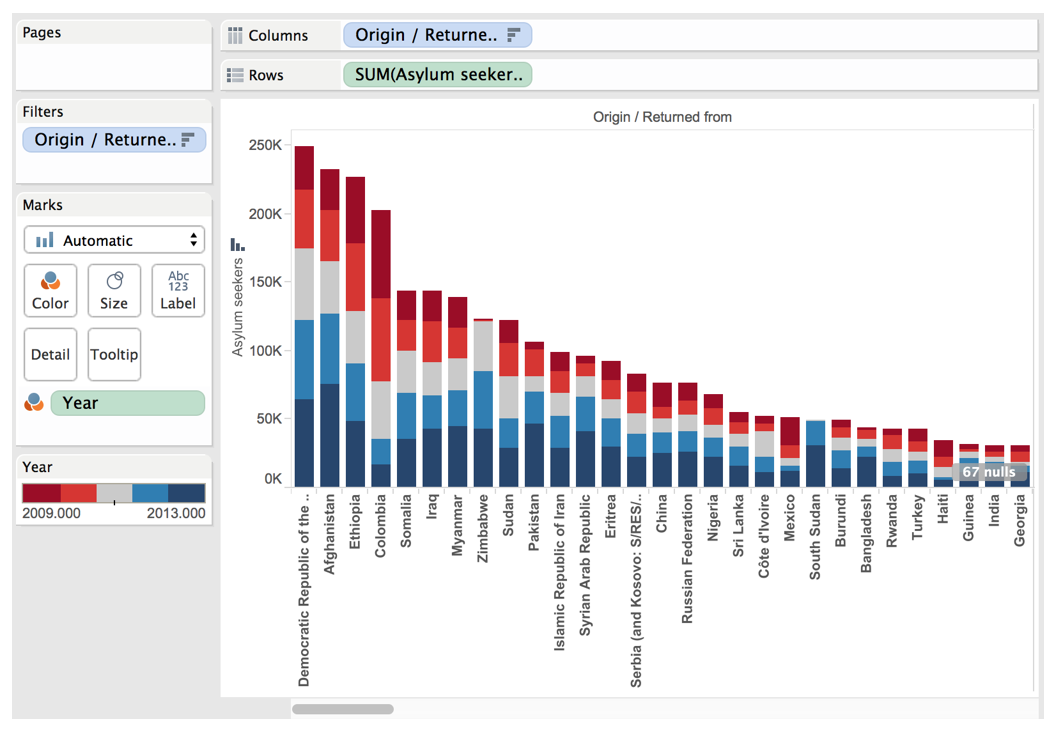 Pages
Columns
Origin / Returne..
Rows
SUM(Asylum seeker..
Filters
Origin / Returne..
Marks
Automatic
Color
Size
Abc
123
Label
Detail
Tooltip
Year
Year
2009.000
2013.000
Origin / Returned from
Asylum seekers
250K
200K
150K
100K
50K
0K
67 nulls
Democratic Republic of the ..
Afghanistan
Ethiopia
Colombia
Somalia
Iraq
Myanmar
Zimbabwe
Sudan
Pakistan
Islamic Republic of Iran
Syrian Arab Republic
Eritrea
Serbia (and Kosovo: S/RES/..
China
Russian Federation
Nigeria
Sri Lanka
Côte d'Ivoire
Mexico
South Sudan
Burundi
Bangladesh
Rwanda
Turkey
Haiti
Guinea
India
Georgia